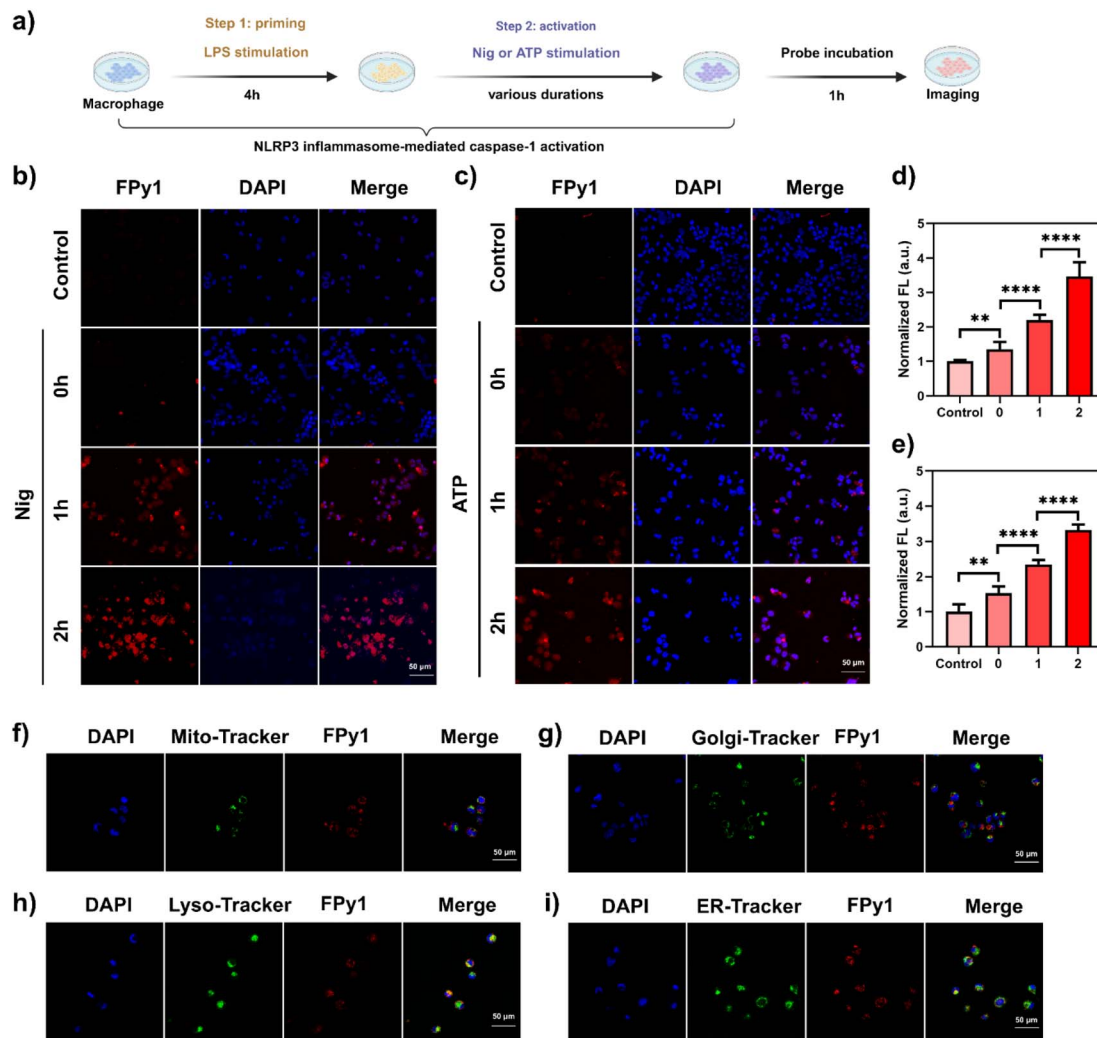 a)
Step 1: priming
LPS stimulation
4h
Step 2: activation
Nig or ATP stimulation
various durations
Probe incubation
1h
Macrophage
Imaging
NLRP3 inflammasome-mediated caspase-1 activation
b)
FPy1 DAPI Merge
Control
Nig
0h
1h
2h
50 μm
c)
FPy1 DAPI Merge
Control
ATP
0h
1h
2h
50 μm
d)
Normalized FL (a.u.)
5
4
3
2
1
0
** **** ****
Control 0 1 2
e)
Normalized FL (a.u.)
5
4
3
2
1
0
** **** ****
Control 0 1 2
f)
DAPI Mito-Tracker FPy1 Merge
50 μm
g)
DAPI Golgi-Tracker FPy1 Merge
50 μm
h)
DAPI Lyso-Tracker FPy1 Merge
50 μm
i)
DAPI ER-Tracker FPy1 Merge
50 μm